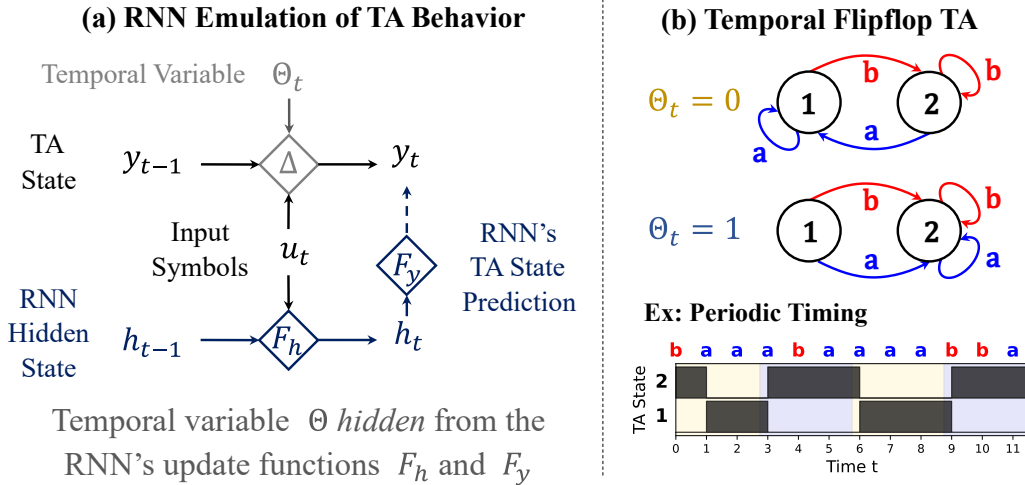 (a) RNN Emulation of TA Behavior
Temporal Variable Θt
TA
State
yt−1
Δ
yt
Input
Symbols
ut
Fy
RNN's
TA State
Prediction
RNN
Hidden
State
ht−1
Fh
ht
Temporal variable Θ hidden from the
RNN's update functions Fh and Fy
(b) Temporal Flipflop TA
Θt = 0
b
b
1
2
a
a
Θt = 1
b
b
1
2
a
a
Ex: Periodic Timing
b a a a b a a a a b b a
TA State
2
1
0 1 2 3 4 5 6 7 8 9 10 11
Time t